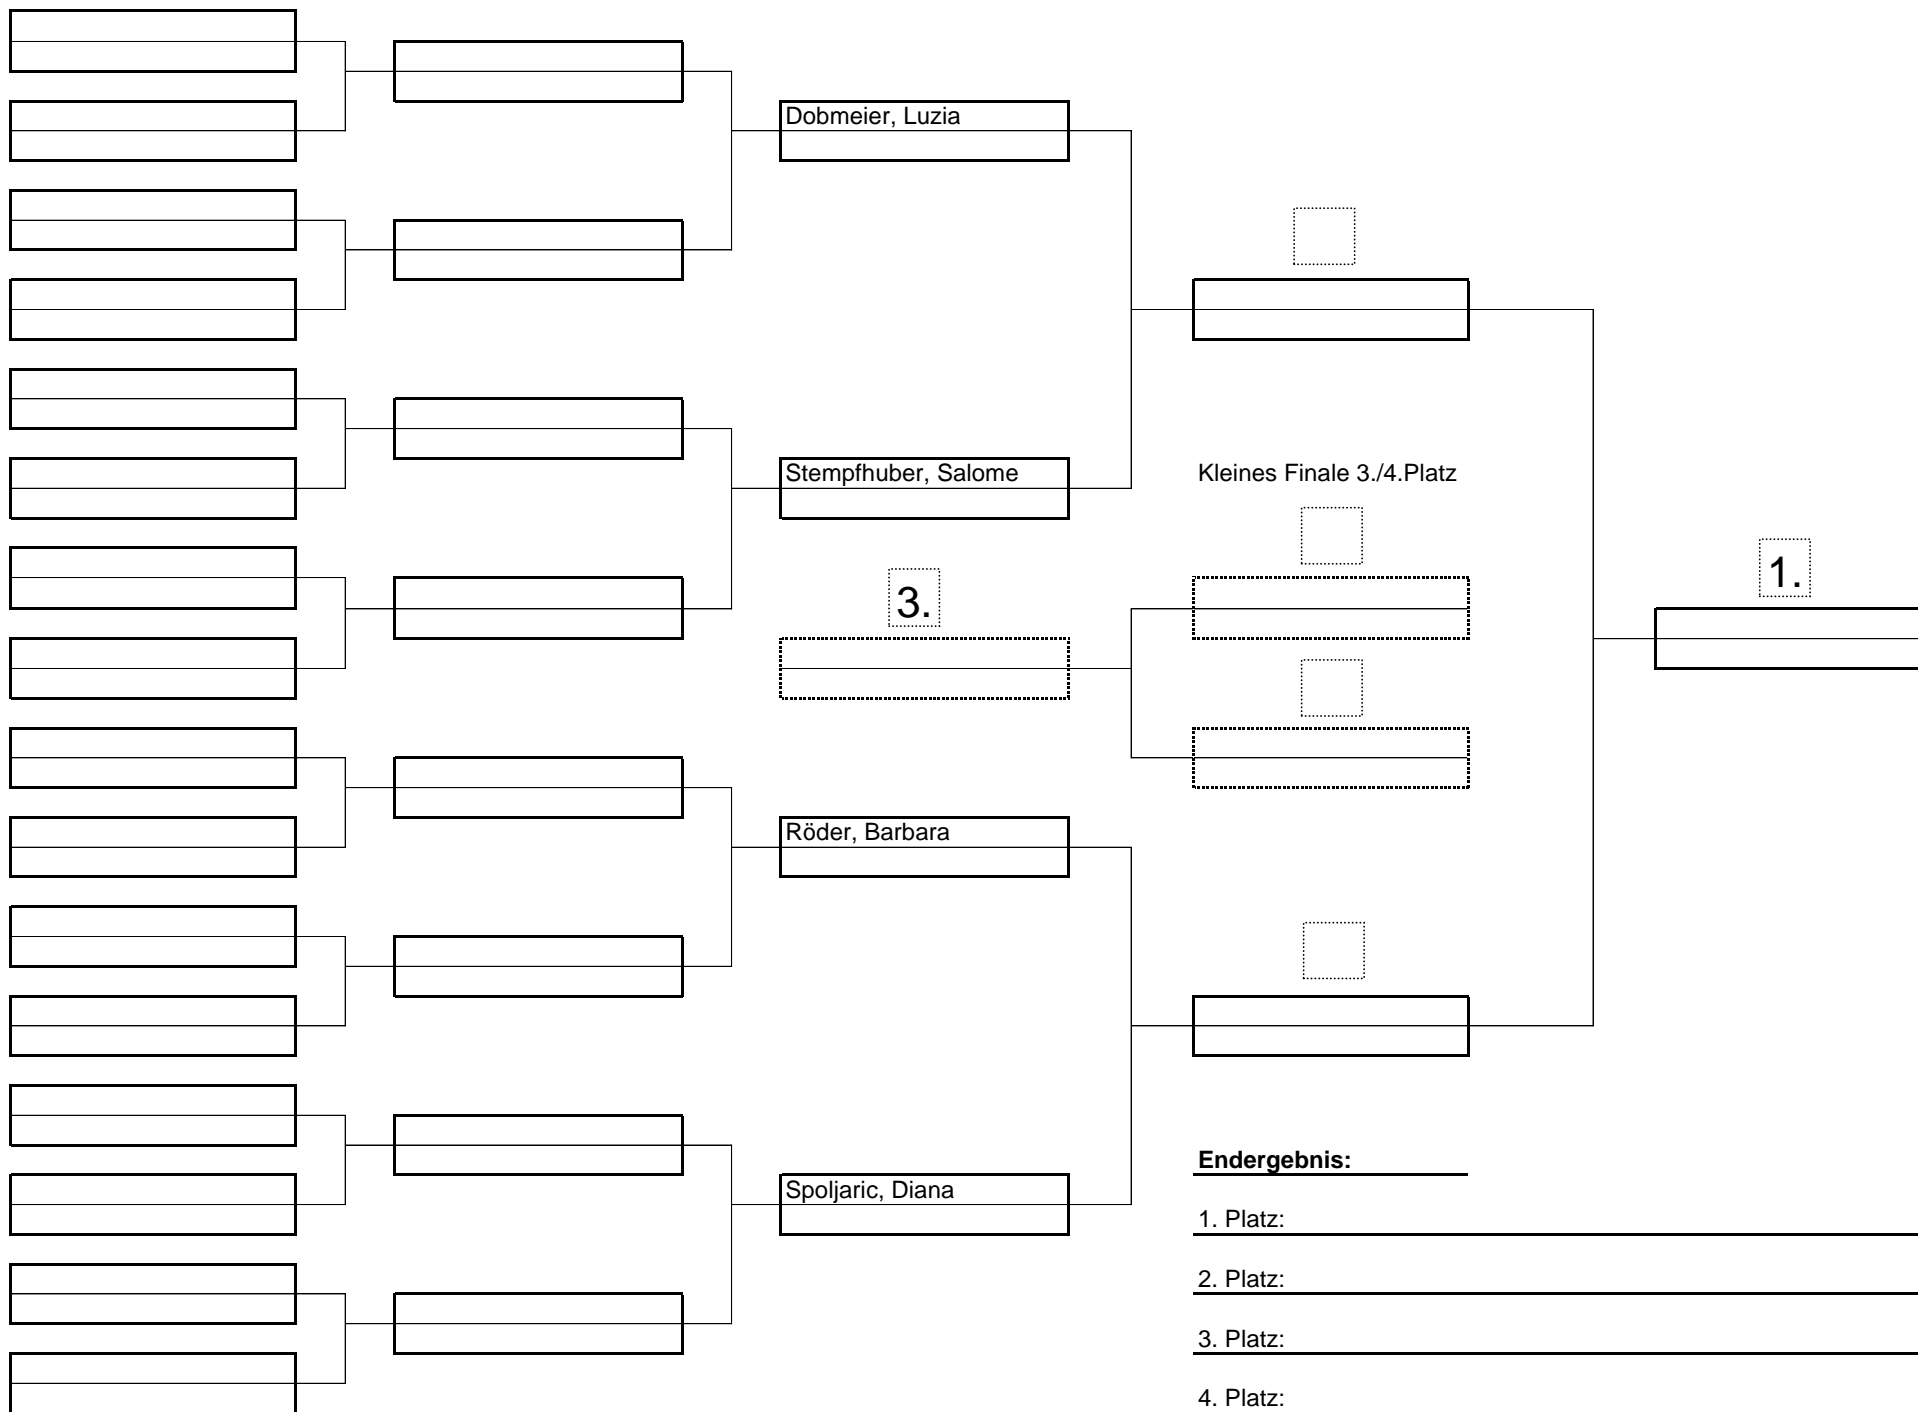 Dobmeier, Luzia
Stempfhuber, Salome
Kleines Finale 3./4.Platz
3.
1.
Röder, Barbara
Spoljaric, Diana
Endergebnis:
1. Platz:
2. Platz:
3. Platz:
4. Platz: